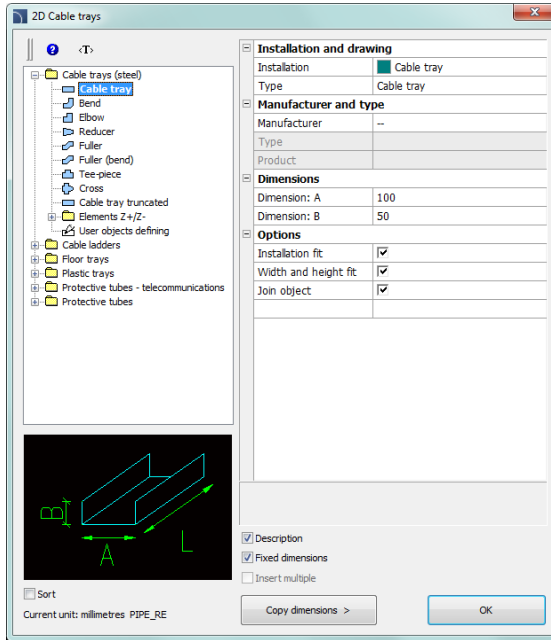 2D Cable trays
? <T>
Cable trays (steel)
Cable tray
Bend
Elbow
Reducer
Fuller
Fuller (bend)
Tee-piece
Cross
Cable tray truncated
Elements Z+/Z-
User objects defining
Cable ladders
Floor trays
Plastic trays
Protective tubes - telecommunications
Protective tubes
Installation and drawing
Installation Cable tray
Type Cable tray
Manufacturer and type
Manufacturer --
Type
Product
Dimensions
Dimension: A 100
Dimension: B 50
Options
Installation fit
Width and height fit
Join object
B
A
L
Description
Fixed dimensions
Insert multiple
Sort
Current unit: millimetres PIPE_RE
Copy dimensions >
OK